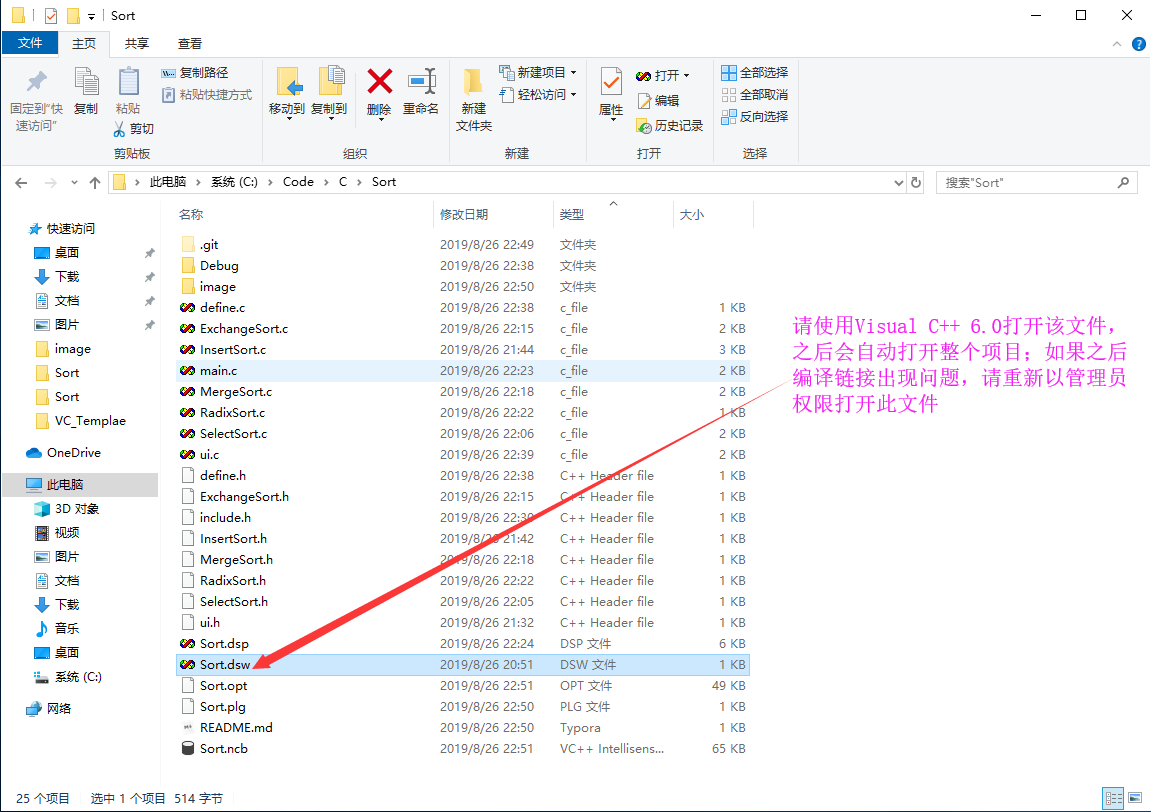 Sort
文件 主页 共享 查看
固定到“快速访问”
复制
粘贴
复制路径
粘贴快捷方式
剪切
剪贴板
移动到
复制到
删除
重命名
组织
新建文件夹
新建项目
轻松访问
新建
属性
打开
编辑
历史记录
打开
全部选择
全部取消
反向选择
选择
此电脑 系统 (C:) Code C Sort
搜索"Sort"
快速访问
桌面
下载
文档
图片
image
Sort
Sort
VC_Templae
OneDrive
此电脑
3D 对象
视频
图片
文档
下载
音乐
桌面
系统 (C:)
网络
名称 修改日期 类型 大小
.git 2019/8/26 22:49 文件夹
Debug 2019/8/26 22:38 文件夹
image 2019/8/26 22:50 文件夹
define.c 2019/8/26 22:38 c_file 1 KB
ExchangeSort.c 2019/8/26 22:15 c_file 2 KB
InsertSort.c 2019/8/26 21:44 c_file 3 KB
main.c 2019/8/26 22:23 c_file 2 KB
MergeSort.c 2019/8/26 22:18 c_file 2 KB
RadixSort.c 2019/8/26 22:22 c_file 1 KB
SelectSort.c 2019/8/26 22:06 c_file 2 KB
ui.c 2019/8/26 22:39 c_file 2 KB
define.h 2019/8/26 22:38 C++ Header file 1 KB
ExchangeSort.h 2019/8/26 22:15 C++ Header file 1 KB
include.h 2019/8/26 22:30 C++ Header file 1 KB
InsertSort.h 2019/8/26 21:42 C++ Header file 1 KB
MergeSort.h 2019/8/26 22:18 C++ Header file 1 KB
RadixSort.h 2019/8/26 22:22 C++ Header file 1 KB
SelectSort.h 2019/8/26 22:05 C++ Header file 1 KB
ui.h 2019/8/26 21:32 C++ Header file 1 KB
Sort.dsp 2019/8/26 22:24 DSP 文件 6 KB
Sort.dsw 2019/8/26 20:51 DSW 文件 1 KB
Sort.opt 2019/8/26 22:51 OPT 文件 49 KB
Sort.plg 2019/8/26 22:50 PLG 文件 1 KB
README.md 2019/8/26 22:50 Typora 1 KB
Sort.ncb 2019/8/26 22:51 VC++ Intellisens... 65 KB
请使用Visual C++ 6.0打开该文件，
之后会自动打开整个项目；如果之后
编译链接出现问题，请重新以管理员
权限打开此文件
25 个项目 选中 1 个项目 514 字节